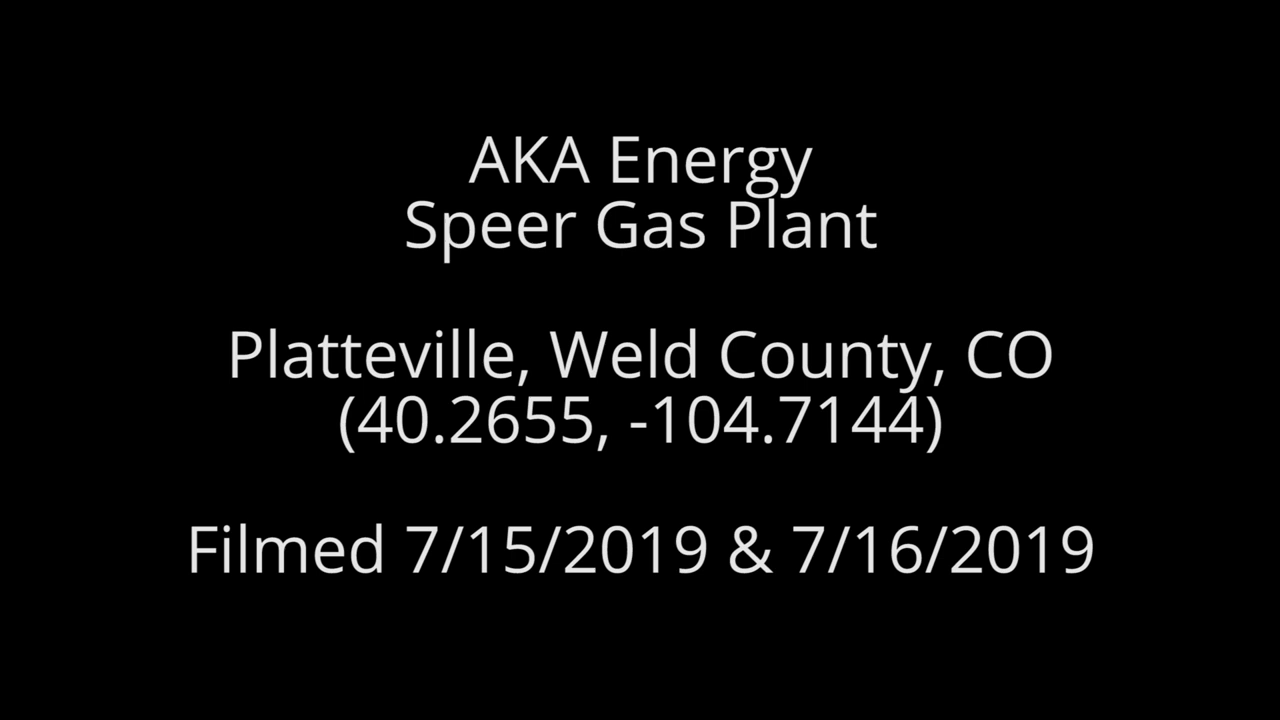 AKA Energy
Speer Gas Plant
Platteville, Weld County, CO
(40.2655, -104.7144)
Filmed 7/15/2019 & 7/16/2019